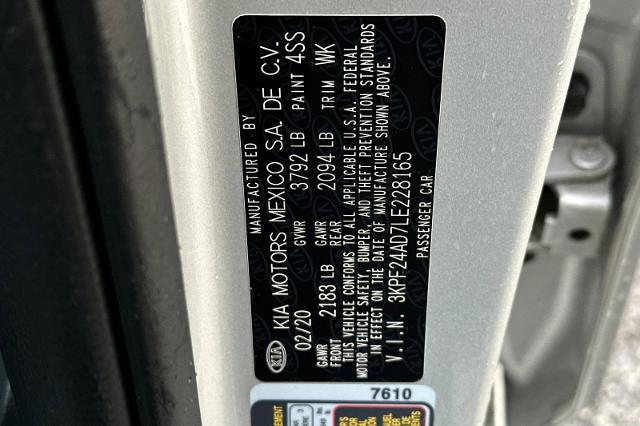 MANUFACTURED BY
KIA KIA MOTORS MEXICO S.A. DE C.V.
02/20 GVWR 3792 LB PAINT 4SS
GAWR FRONT 2183 LB GAWR REAR 2094 LB TRIM WK
THIS VEHICLE CONFORMS TO ALL APPLICABLE U.S.A. FEDERAL
MOTOR VEHICLE SAFETY, BUMPER, AND THEFT PREVENTION STANDARDS
IN EFFECT ON THE DATE OF MANUFACTURE SHOWN ABOVE.
V.I.N. 3KPF24AD7LE228165
PASSENGER CAR
7610